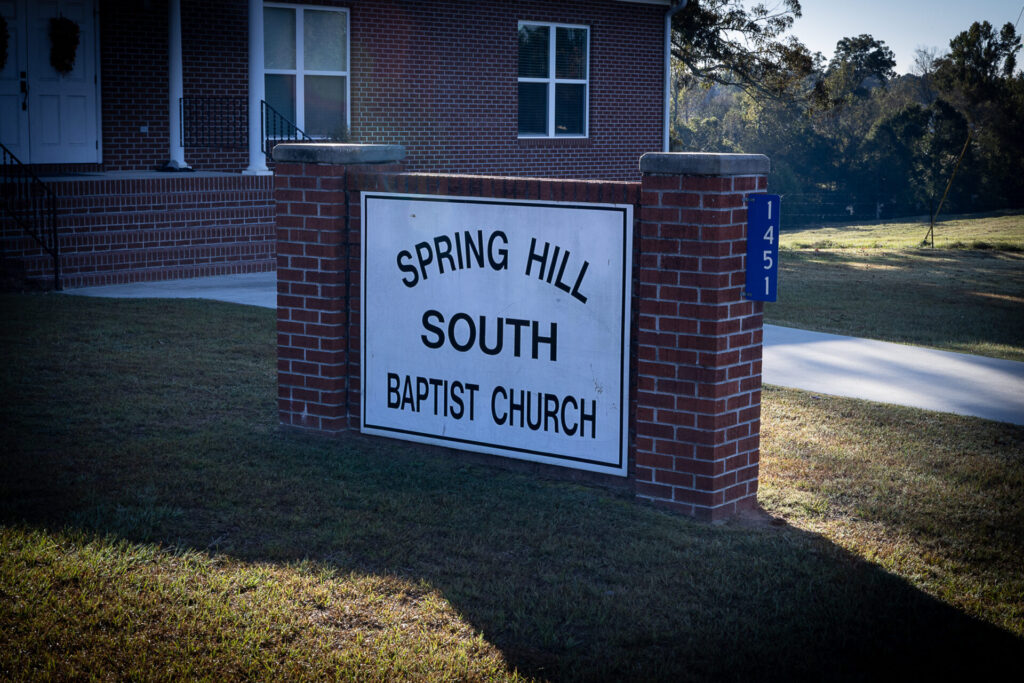 SPRING HILL
SOUTH
BAPTIST CHURCH
1451